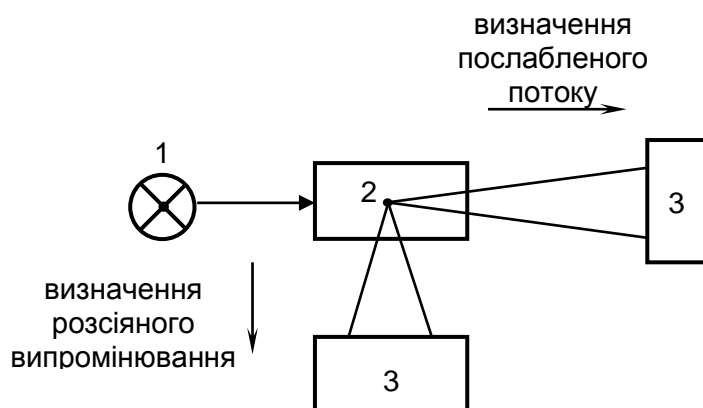 визначення
послабленого
потоку
1
2
3
визначення
розсіяного
випромінювання
3